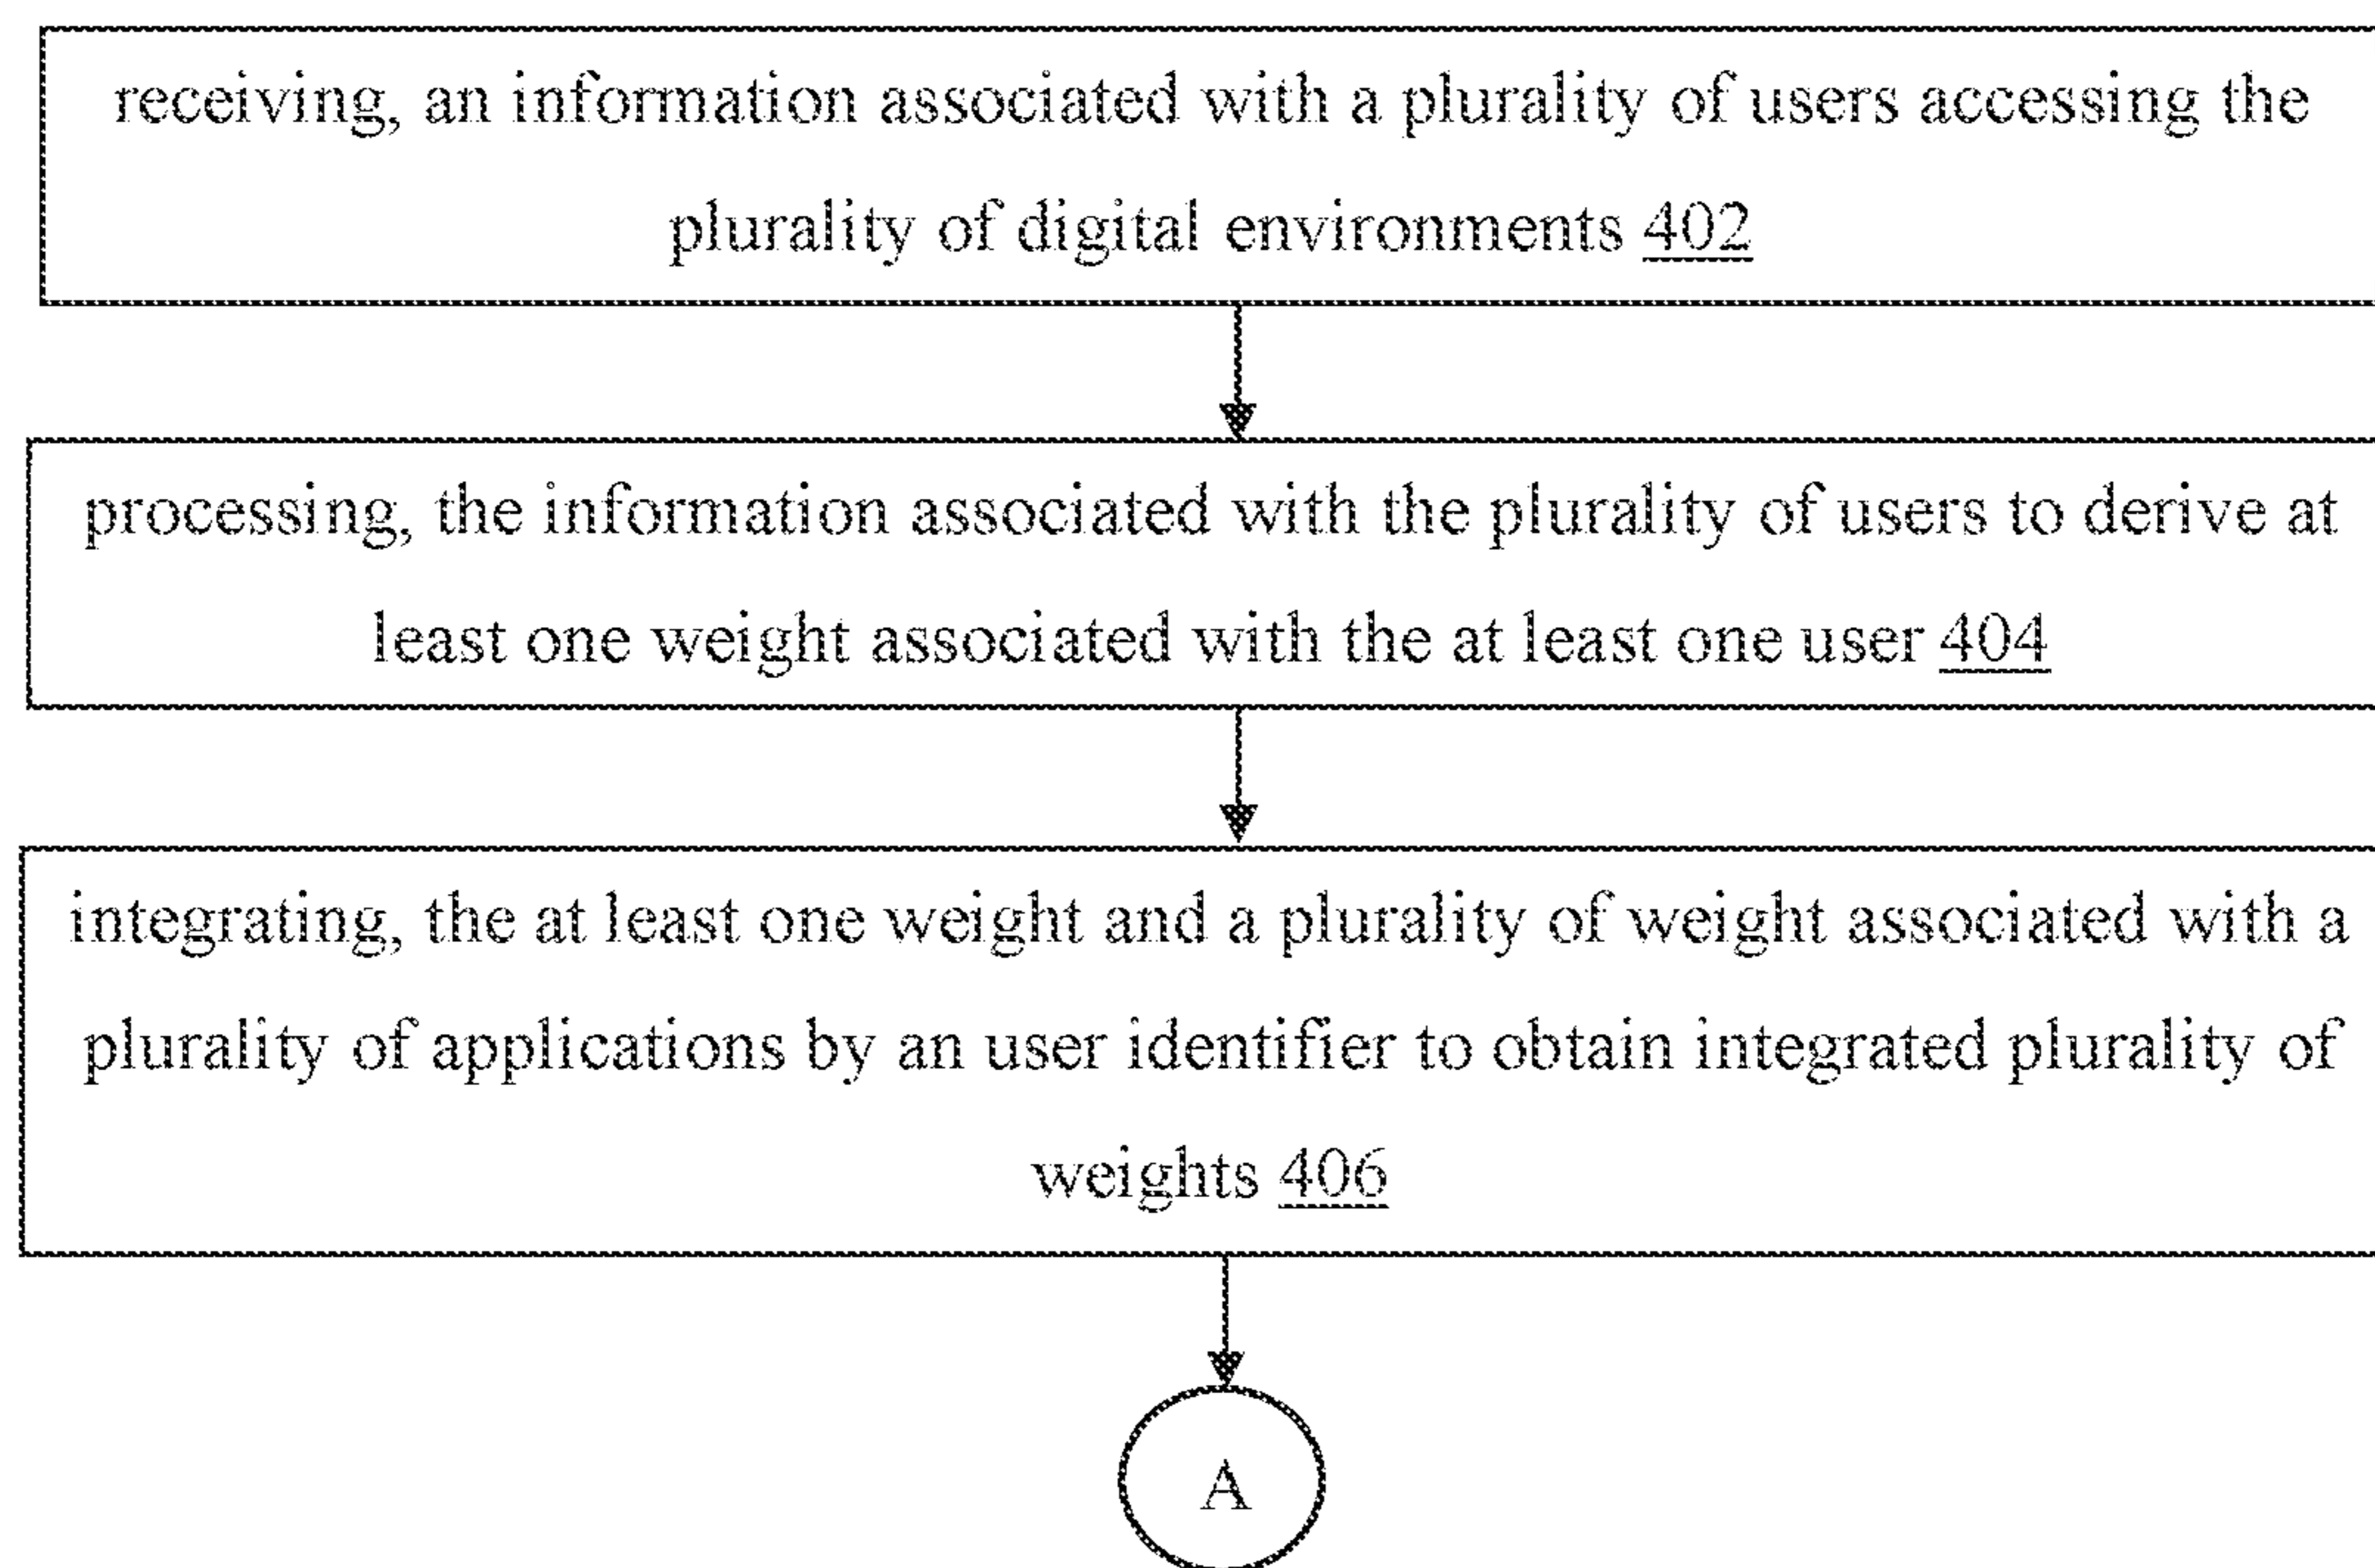 receiving, an information associated with a plurality of users accessing the
plurality of digital environments 402
processing, the information associated with the plurality of users to derive at
least one weight associated with the at least one user 404
integrating, the at least one weight and a plurality of weight associated with a
plurality of applications by an user identifier to obtain integrated plurality of
weights 406
A